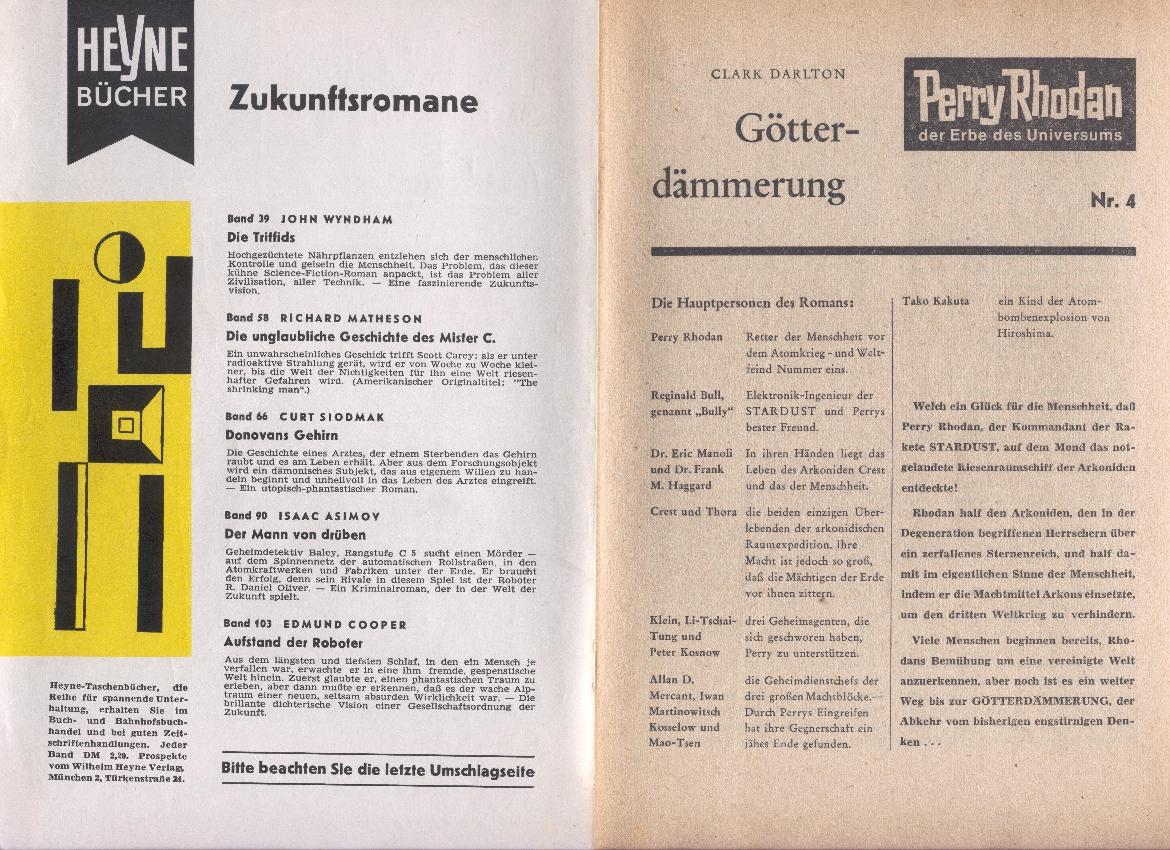 HEYNE
BÜCHER
Zukunftsromane
Band 39 JOHN WYNDHAM
Die Triffids
Hochgezüchtete Nährpflanzen entziehen sich der menschlichen
Kontrolle und geiseln die Menschheit. Das Problem, das dieser
kühne Science-Fiction-Roman anpackt, ist das Problem aller
Zivilisation, aller Technik. — Eine faszinierende Zukunfts-
vision.
Band 58 RICHARD MATHESON
Die unglaubliche Geschichte des Mister C.
Ein unwahrscheinliches Geschick trifft Scott Carey: als er unter
radioaktive Strahlung gerät, wird er von Woche zu Woche klei-
ner, bis die Welt der Nichtigkeiten für ihn eine Welt riesen-
hafter Gefahren wird. (Amerikanischer Originaltitel: "The
shrinking man".)
Band 66 CURT SIODMAK
Donovans Gehirn
Die Geschichte eines Arztes, der einem Sterbenden das Gehirn
raubt und es am Leben erhält. Aber aus dem Forschungsobjekt
wird ein dämonisches Subjekt, das aus eigenem Willen zu han-
deln beginnt und unheilvoll in das Leben des Arztes eingreift.
— Ein utopisch-phantastischer Roman.
Band 90 ISAAC ASIMOV
Der Mann von drüben
Geheimdetektiv Baley, Rangstufe C 5 sucht einen Mörder —
auf dem Spinnennetz der automatischen Rollstraßen, in den
Atomkraftwerken und Fabriken unter der Erde. Er braucht
den Erfolg, denn sein Rivale in diesem Spiel ist der Roboter
R. Daniel Oliver. — Ein Kriminalroman, der in der Welt der
Zukunft spielt.
Band 103 EDMUND COOPER
Aufstand der Roboter
Aus dem längsten und tiefsten Schlaf, in den ein Mensch je
verfallen war, erwachte er in eine ihm fremde, gespenstische
Welt hinein. Zuerst glaubte er, einen phantastischen Traum zu
erleben, aber dann mußte er erkennen, daß es der wache Alp-
traum einer neuen, seltsam absurden Wirklichkeit war. — Die
brillante dichterische Vision einer Gesellschaftsordnung der
Zukunft.
Heyne-Taschenbücher, die
Reihe für spannende Unter-
haltung, erhalten Sie im
Buch- und Bahnhofsbuch-
handel und bei guten Zeit-
schriftenhandlungen. Jeder
Band DM 2,20. Prospekte
vom Wilhelm Heyne Verlag,
München 2, Türkenstraße 24.
Bitte beachten Sie die letzte Umschlagseite
CLARK DARLTON
Götter-
dämmerung
Perry Rhodan
der Erbe des Universums
Nr. 4
Die Hauptpersonen des Romans:
Perry Rhodan Retter der Menschheit vor
dem Atomkrieg - und Welt-
feind Nummer eins.
Reginald Bull, Elektronik-Ingenieur der
genannt „Bully“ STARDUST und Perrys
bester Freund.
Dr. Eric Manoli In ihren Händen liegt das
und Dr. Frank Leben des Arkoniden Crest
M. Haggard und das der Menschheit.
Crest und Thora die beiden einzigen Über-
lebenden der arkonidischen
Raumexpedition. Ihre
Macht ist jedoch so groß,
daß die Mächtigen der Erde
vor ihnen zittern.
Klein, Li-Tschai- drei Geheimagenten, die
Tung und sich geschworen haben,
Peter Kosnow Perry zu unterstützen.
Allan D. die Geheimdienstchefs der
Mercant, Iwan drei großen Machtblöcke. —
Martinowitsch Durch Perrys Eingreifen
Kosselow und hat ihre Gegnerschaft ein
Mao-Tsen jähes Ende gefunden.
Tako Kakuta ein Kind der Atom-
bombenexplosion von
Hiroshima.
Welch ein Glück für die Menschheit, daß
Perry Rhodan, der Kommandant der Ra-
kete STARDUST, auf dem Mond das not-
gelandete Riesenraumschiff der Arkoniden
entdeckte!
Rhodan half den Arkoniden, den in der
Degeneration begriffenen Herrschern über
ein zerfallenes Sternenreich, und half da-
mit im eigentlichen Sinne der Menschheit,
indem er die Machtmittel Arkons einsetzte,
um den dritten Weltkrieg zu verhindern.
Viele Menschen beginnen bereits, Rho-
dans Bemühung um eine vereinigte Welt
anzuerkennen, aber noch ist es ein weiter
Weg bis zur GÖTTERDÄMMERUNG, der
Abkehr vom bisherigen engstirnigen Den-
ken . . .